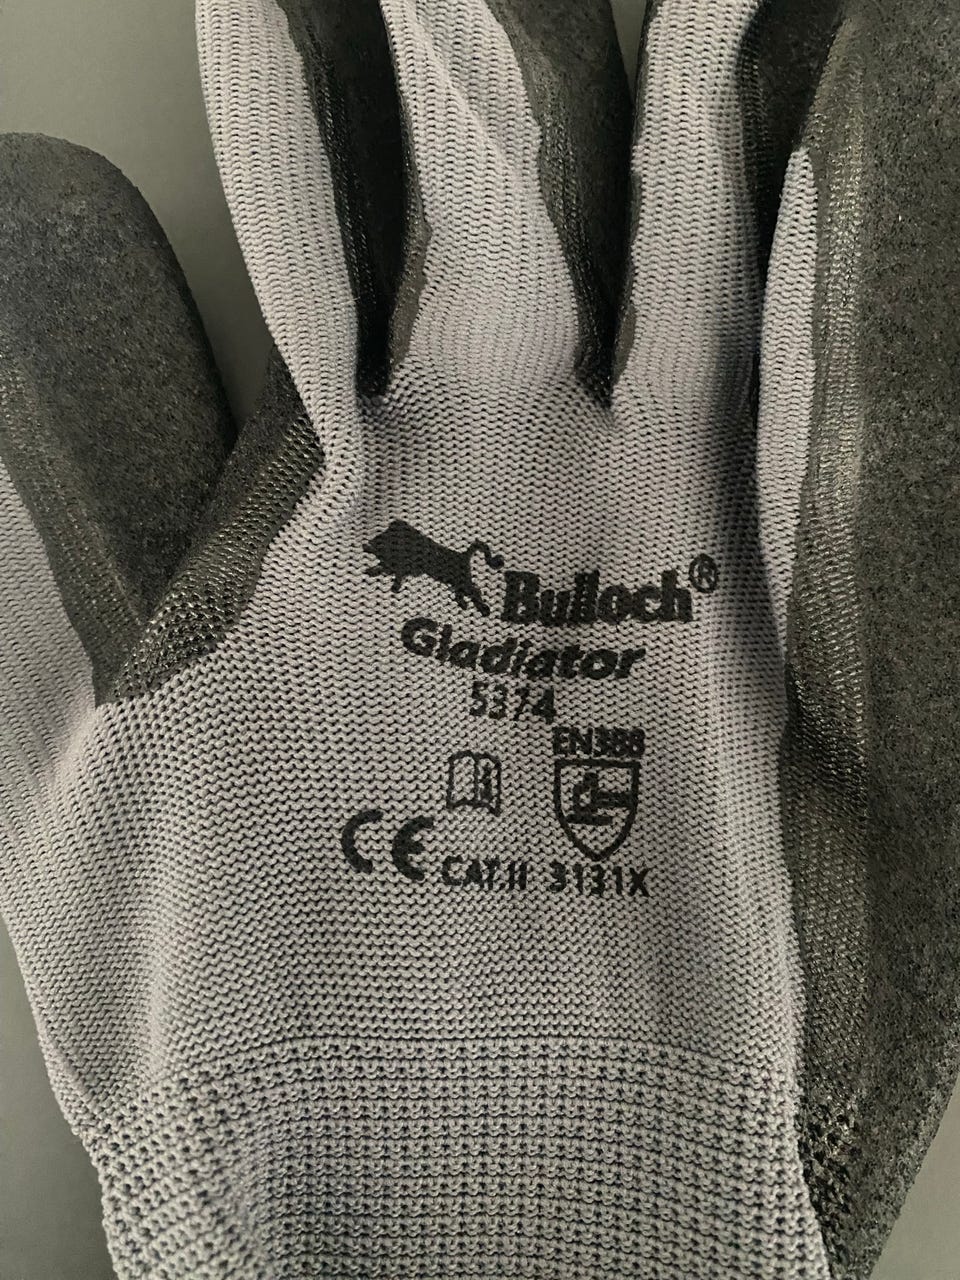 Bulloch®
Gladiator
5374
EN388
CE CAT.II 3131X